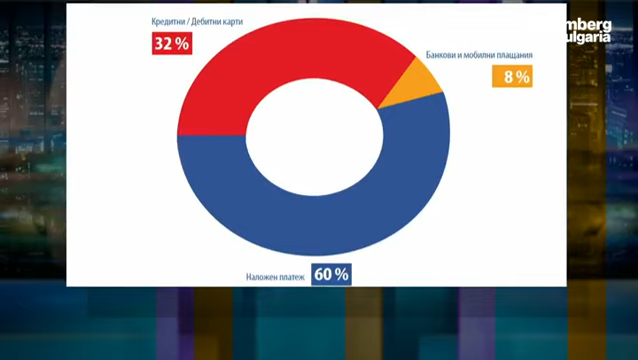 Кредитни / Дебитни карти
32 %
mberg
ulgaria
Банкови и мобилни плащания
8 %
Наложен платеж
60 %